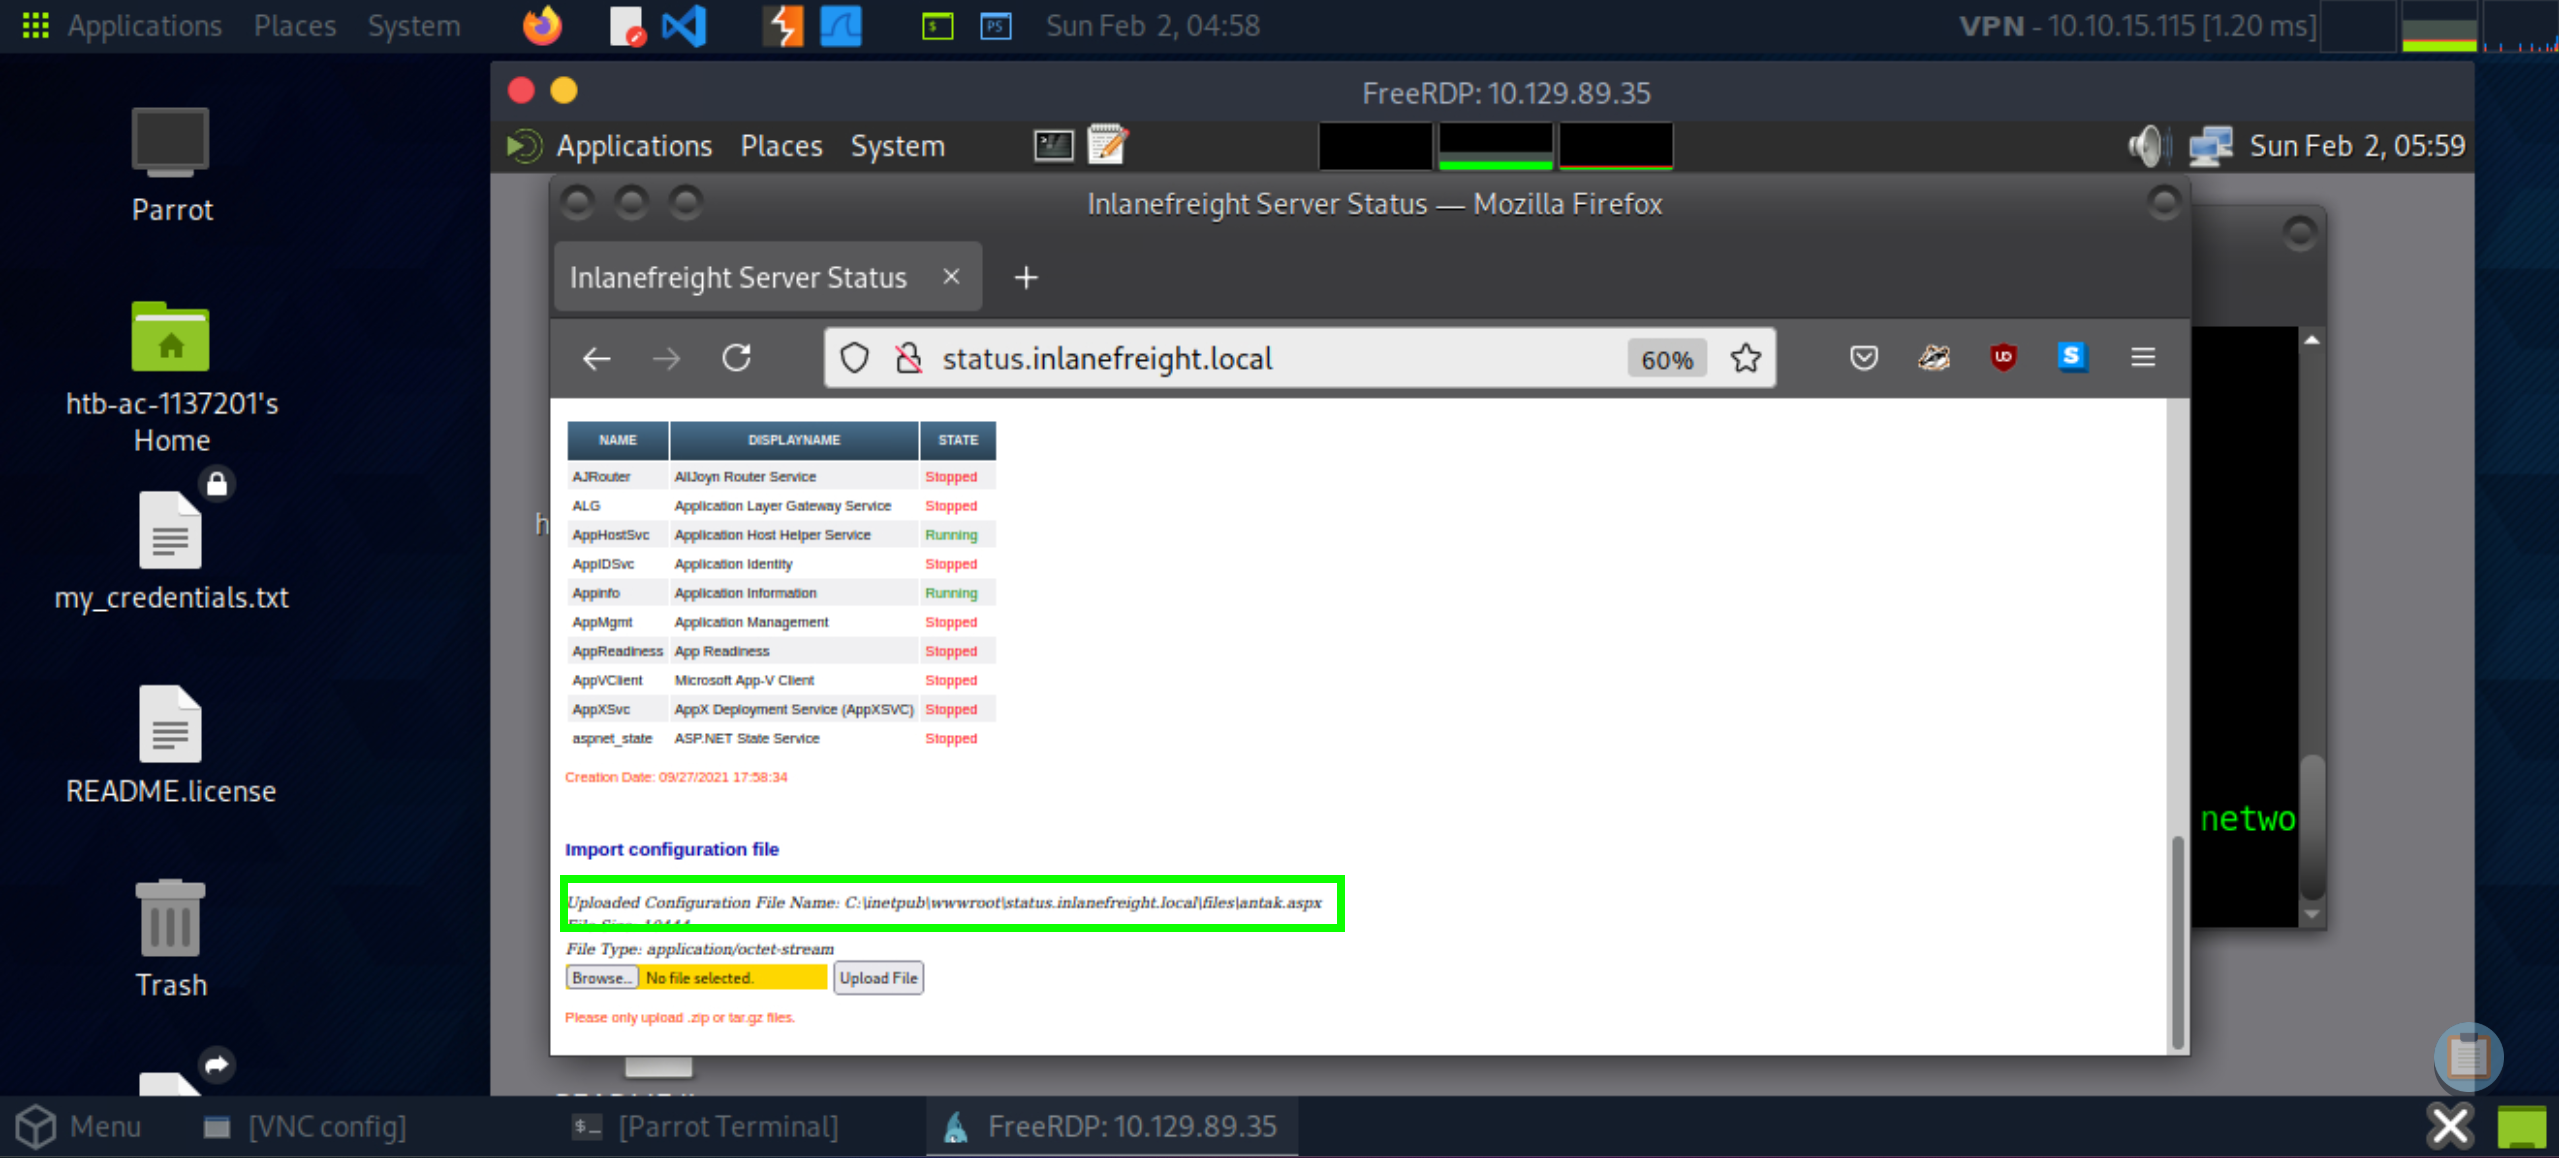 Applications Places System Sun Feb 2, 04:58 VPN - 10.10.15.115 [1.20 ms]
FreeRDP: 10.129.89.35
Applications Places System Sun Feb 2, 05:59
Inlanefreight Server Status — Mozilla Firefox
Inlanefreight Server Status
status.inlanefreight.local 60%
Parrot
htb-ac-1137201's
Home
my_credentials.txt
README.license
Trash
NAME DISPLAYNAME STATE
AJRouter AllJoyn Router Service Stopped
ALG Application Layer Gateway Service Stopped
AppHostSvc Application Host Helper Service Running
AppIDSvc Application Identity Stopped
Appinfo Application Information Running
AppMgmt Application Management Stopped
AppReadiness App Readiness Stopped
AppVClient Microsoft App-V Client Stopped
AppXSvc AppX Deployment Service (AppXSVC) Stopped
aspnet_state ASP.NET State Service Stopped
Creation Date: 09/27/2021 17:58:34
Import configuration file
Uploaded Configuration File Name: C:\inetpub\wwwroot\status.inlanefreight.local\files\antak.aspx
File Type: application/octet-stream
Browse... No file selected. Upload File
Please only upload .zip or tar.gz files.
h
netwo
Menu [VNC config] [Parrot Terminal] FreeRDP: 10.129.89.35